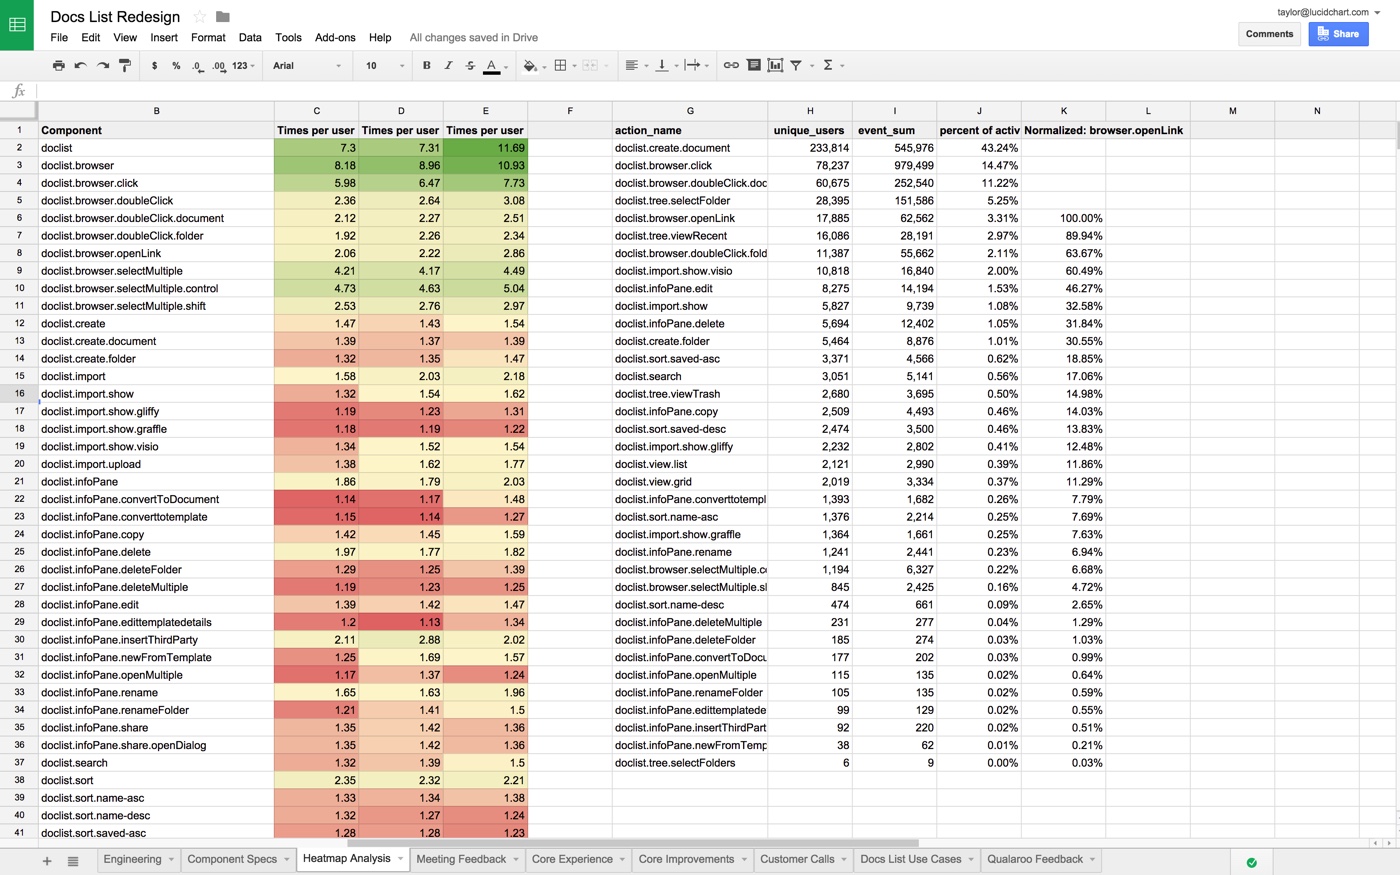 Docs List Redesign
taylor@lucidchart.com
File Edit View Insert Format Data Tools Add-ons Help All changes saved in Drive
Comments Share
$ % .0 .00 123 Arial 10 B I S A Σ
fx
B C D E F G H I J K L M N
1 Component Times per user Times per user Times per user action_name unique_users event_sum percent of activ Normalized: browser.openLink
2 doclist 7.3 7.31 11.69 doclist.create.document 233,814 545,976 43.24%
3 doclist.browser 8.18 8.96 10.93 doclist.browser.click 78,237 979,499 14.47%
4 doclist.browser.click 5.98 6.47 7.73 doclist.browser.doubleClick.doc 60,675 252,540 11.22%
5 doclist.browser.doubleClick 2.36 2.64 3.08 doclist.tree.selectFolder 28,395 151,586 5.25%
6 doclist.browser.doubleClick.document 2.12 2.27 2.51 doclist.browser.openLink 17,885 62,562 3.31% 100.00%
7 doclist.browser.doubleClick.folder 1.92 2.26 2.34 doclist.tree.viewRecent 16,086 28,191 2.97% 89.94%
8 doclist.browser.openLink 2.06 2.22 2.86 doclist.browser.doubleClick.fold 11,387 55,662 2.11% 63.67%
9 doclist.browser.selectMultiple 4.21 4.17 4.49 doclist.import.show.visio 10,818 16,840 2.00% 60.49%
10 doclist.browser.selectMultiple.control 4.73 4.63 5.04 doclist.infoPane.edit 8,275 14,194 1.53% 46.27%
11 doclist.browser.selectMultiple.shift 2.53 2.76 2.97 doclist.import.show 5,827 9,739 1.08% 32.58%
12 doclist.create 1.47 1.43 1.54 doclist.infoPane.delete 5,694 12,402 1.05% 31.84%
13 doclist.create.document 1.39 1.37 1.39 doclist.create.folder 5,464 8,876 1.01% 30.55%
14 doclist.create.folder 1.32 1.35 1.47 doclist.sort.saved-asc 3,371 4,566 0.62% 18.85%
15 doclist.import 1.58 2.03 2.18 doclist.search 3,051 5,141 0.56% 17.06%
16 doclist.import.show 1.32 1.54 1.62 doclist.tree.viewTrash 2,680 3,695 0.50% 14.98%
17 doclist.import.show.gliffy 1.19 1.23 1.31 doclist.infoPane.copy 2,509 4,493 0.46% 14.03%
18 doclist.import.show.graffle 1.18 1.19 1.22 doclist.sort.saved-desc 2,474 3,500 0.46% 13.83%
19 doclist.import.show.visio 1.34 1.52 1.54 doclist.import.show.gliffy 2,232 2,802 0.41% 12.48%
20 doclist.import.upload 1.38 1.62 1.77 doclist.view.list 2,121 2,990 0.39% 11.86%
21 doclist.infoPane 1.86 1.79 2.03 doclist.view.grid 2,019 3,334 0.37% 11.29%
22 doclist.infoPane.convertToDocument 1.14 1.17 1.48 doclist.infoPane.converttotempl 1,393 1,682 0.26% 7.79%
23 doclist.infoPane.converttotemplate 1.15 1.14 1.27 doclist.sort.name-asc 1,376 2,214 0.25% 7.69%
24 doclist.infoPane.copy 1.42 1.45 1.59 doclist.import.show.graffle 1,364 1,661 0.25% 7.63%
25 doclist.infoPane.delete 1.97 1.77 1.82 doclist.infoPane.rename 1,241 2,441 0.23% 6.94%
26 doclist.infoPane.deleteFolder 1.29 1.25 1.39 doclist.browser.selectMultiple.c 1,194 6,327 0.22% 6.68%
27 doclist.infoPane.deleteMultiple 1.19 1.23 1.25 doclist.browser.selectMultiple.s 845 2,425 0.16% 4.72%
28 doclist.infoPane.edit 1.39 1.42 1.47 doclist.sort.name-desc 474 661 0.09% 2.65%
29 doclist.infoPane.edittemplatedetails 1.2 1.13 1.34 doclist.infoPane.deleteMultiple 231 277 0.04% 1.29%
30 doclist.infoPane.insertThirdParty 2.11 2.88 2.02 doclist.infoPane.deleteFolder 185 274 0.03% 1.03%
31 doclist.infoPane.newFromTemplate 1.25 1.69 1.57 doclist.infoPane.convertToDocu 177 202 0.03% 0.99%
32 doclist.infoPane.openMultiple 1.17 1.37 1.24 doclist.infoPane.openMultiple 115 135 0.02% 0.64%
33 doclist.infoPane.rename 1.65 1.63 1.96 doclist.infoPane.renameFolder 105 135 0.02% 0.59%
34 doclist.infoPane.renameFolder 1.21 1.41 1.5 doclist.infoPane.edittemplatede 99 129 0.02% 0.55%
35 doclist.infoPane.share 1.35 1.42 1.36 doclist.infoPane.insertThirdPart 92 220 0.02% 0.51%
36 doclist.infoPane.share.openDialog 1.35 1.42 1.36 doclist.infoPane.newFromTemp 38 62 0.01% 0.21%
37 doclist.search 1.32 1.39 1.5 doclist.tree.selectFolders 6 9 0.00% 0.03%
38 doclist.sort 2.35 2.32 2.21
39 doclist.sort.name-asc 1.33 1.34 1.38
40 doclist.sort.name-desc 1.32 1.27 1.24
41 doclist.sort.saved-asc 1.28 1.28 1.23
Engineering Component Specs Heatmap Analysis Meeting Feedback Core Experience Core Improvements Customer Calls Docs List Use Cases Qualaroo Feedback